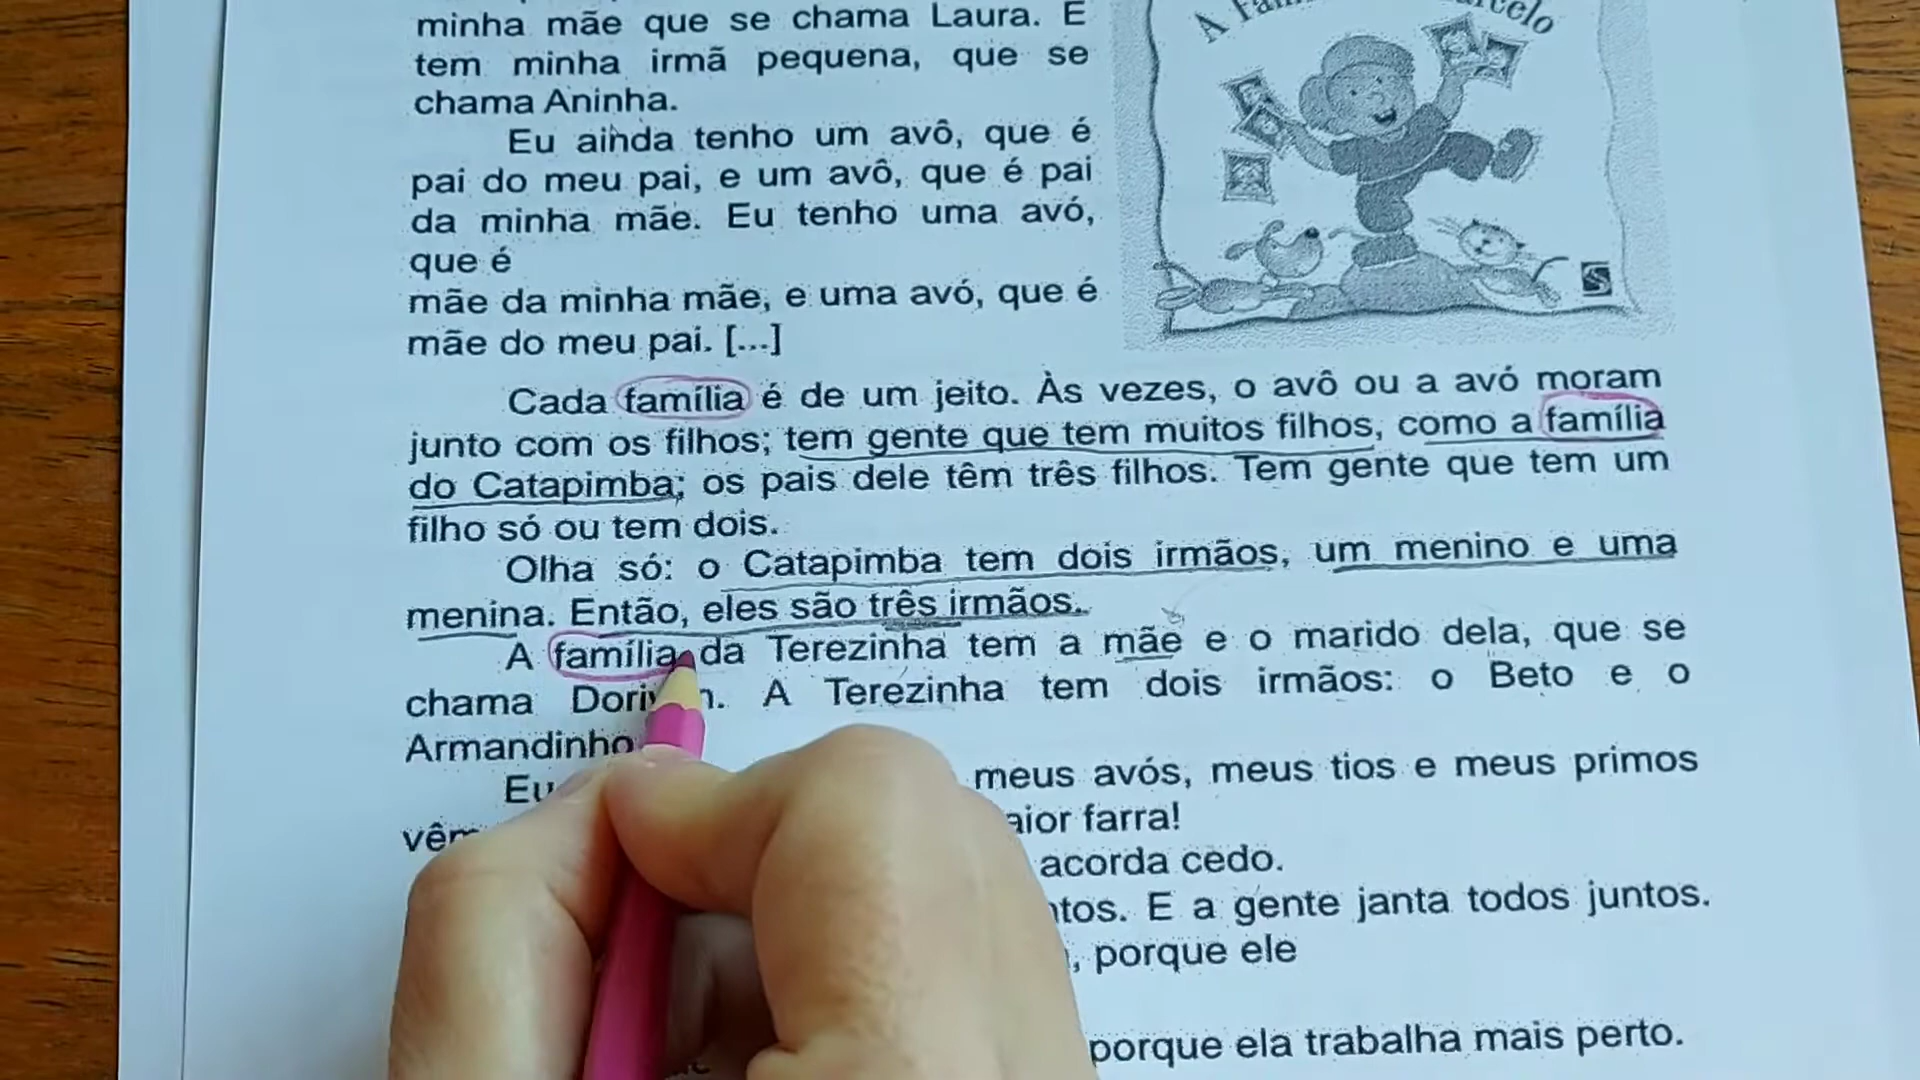 minha mãe que se chama Laura. E
tem minha irmã pequena, que se
chama Aninha.
Eu ainda tenho um avô, que é
pai do meu pai, e um avô, que é pai
da minha mãe. Eu tenho uma avó,
que é
mãe da minha mãe, e uma avó, que é
mãe do meu pai. [...]
Cada família é de um jeito. Às vezes, o avô ou a avó moram
junto com os filhos; tem gente que tem muitos filhos, como a família
do Catapimba; os pais dele têm três filhos. Tem gente que tem um
filho só ou tem dois.
Olha só: o Catapimba tem dois irmãos, um menino e uma
menina. Então, eles são três irmãos.
A família da Terezinha tem a mãe e o marido dela, que se
chama A Terezinha tem dois irmãos: o Beto e o
Armandinho
Eu meus avós, meus tios e meus primos
farra!
acorda cedo.
E a gente janta todos juntos.
porque ele
porque ela trabalha mais perto.